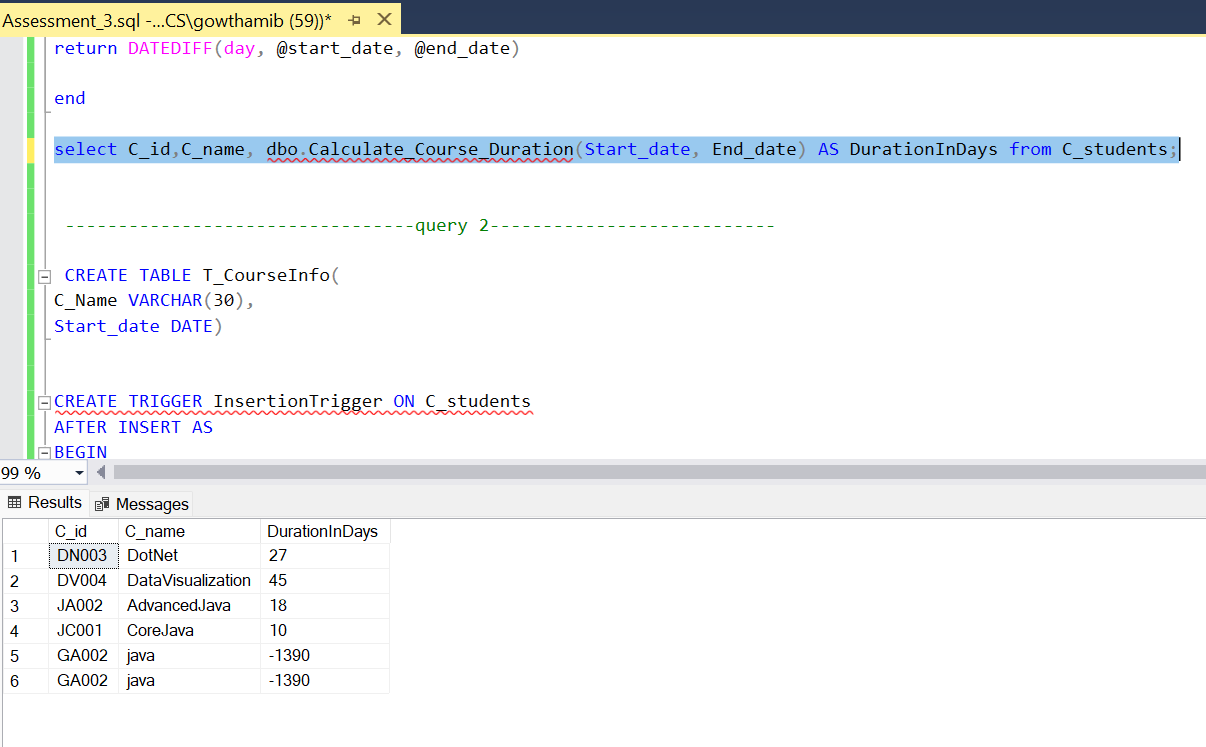 Assessment_3.sql -...CS\gowthamib (59))*
return DATEDIFF(day, @start_date, @end_date)
end
select C_id,C_name, dbo.Calculate_Course_Duration(Start_date, End_date) AS DurationInDays from C_students;
---------------------------------query 2---------------------------
CREATE TABLE T_CourseInfo(
C_Name VARCHAR(30),
Start_date DATE)
CREATE TRIGGER InsertionTrigger ON C_students
AFTER INSERT AS
BEGIN
99 %
Results Messages
C_id C_name DurationInDays
1 DN003 DotNet 27
2 DV004 DataVisualization 45
3 JA002 AdvancedJava 18
4 JC001 CoreJava 10
5 GA002 java -1390
6 GA002 java -1390